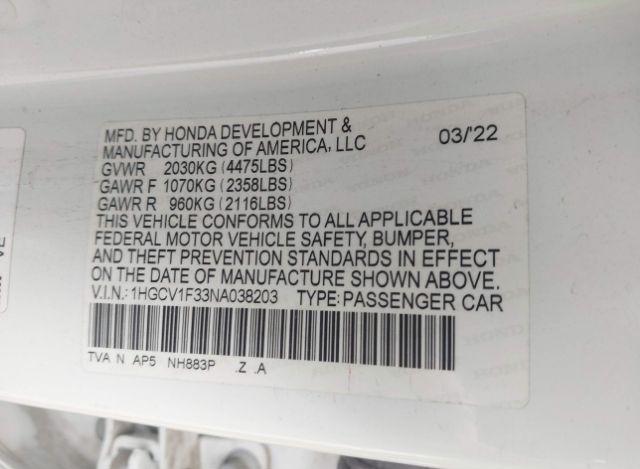 MFD. BY HONDA DEVELOPMENT &
MANUFACTURING OF AMERICA, LLC 03/'22
GVWR 2030KG (4475LBS)
GAWR F 1070KG (2358LBS)
GAWR R 960KG (2116LBS)
THIS VEHICLE CONFORMS TO ALL APPLICABLE
FEDERAL MOTOR VEHICLE SAFETY, BUMPER,
AND THEFT PREVENTION STANDARDS IN EFFECT
ON THE DATE OF MANUFACTURE SHOWN ABOVE.
V.I.N.: 1HGCV1F33NA038203 TYPE: PASSENGER CAR
TVA N AP5 NH883P .Z .A